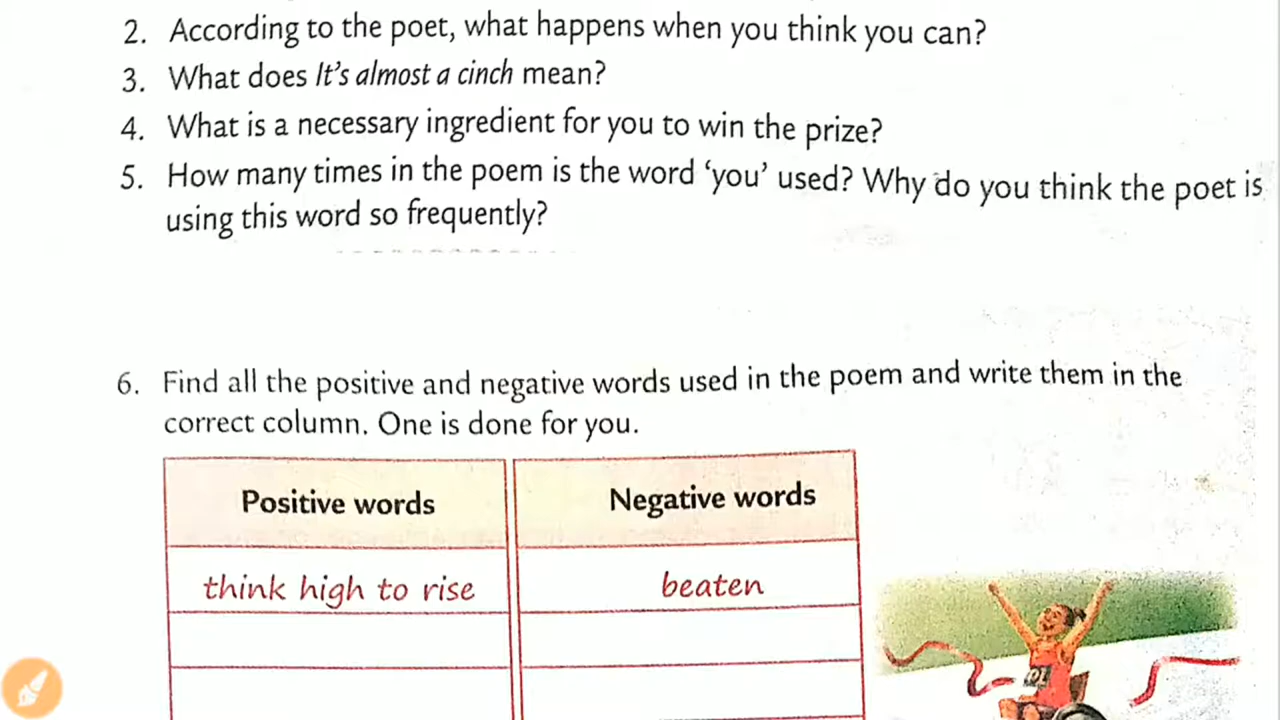 2. According to the poet, what happens when you think you can?
3. What does It's almost a cinch mean?
4. What is a necessary ingredient for you to win the prize?
5. How many times in the poem is the word ‘you’ used? Why do you think the poet is
using this word so frequently?
6. Find all the positive and negative words used in the poem and write them in the
correct column. One is done for you.
Positive words Negative words
think high to rise beaten